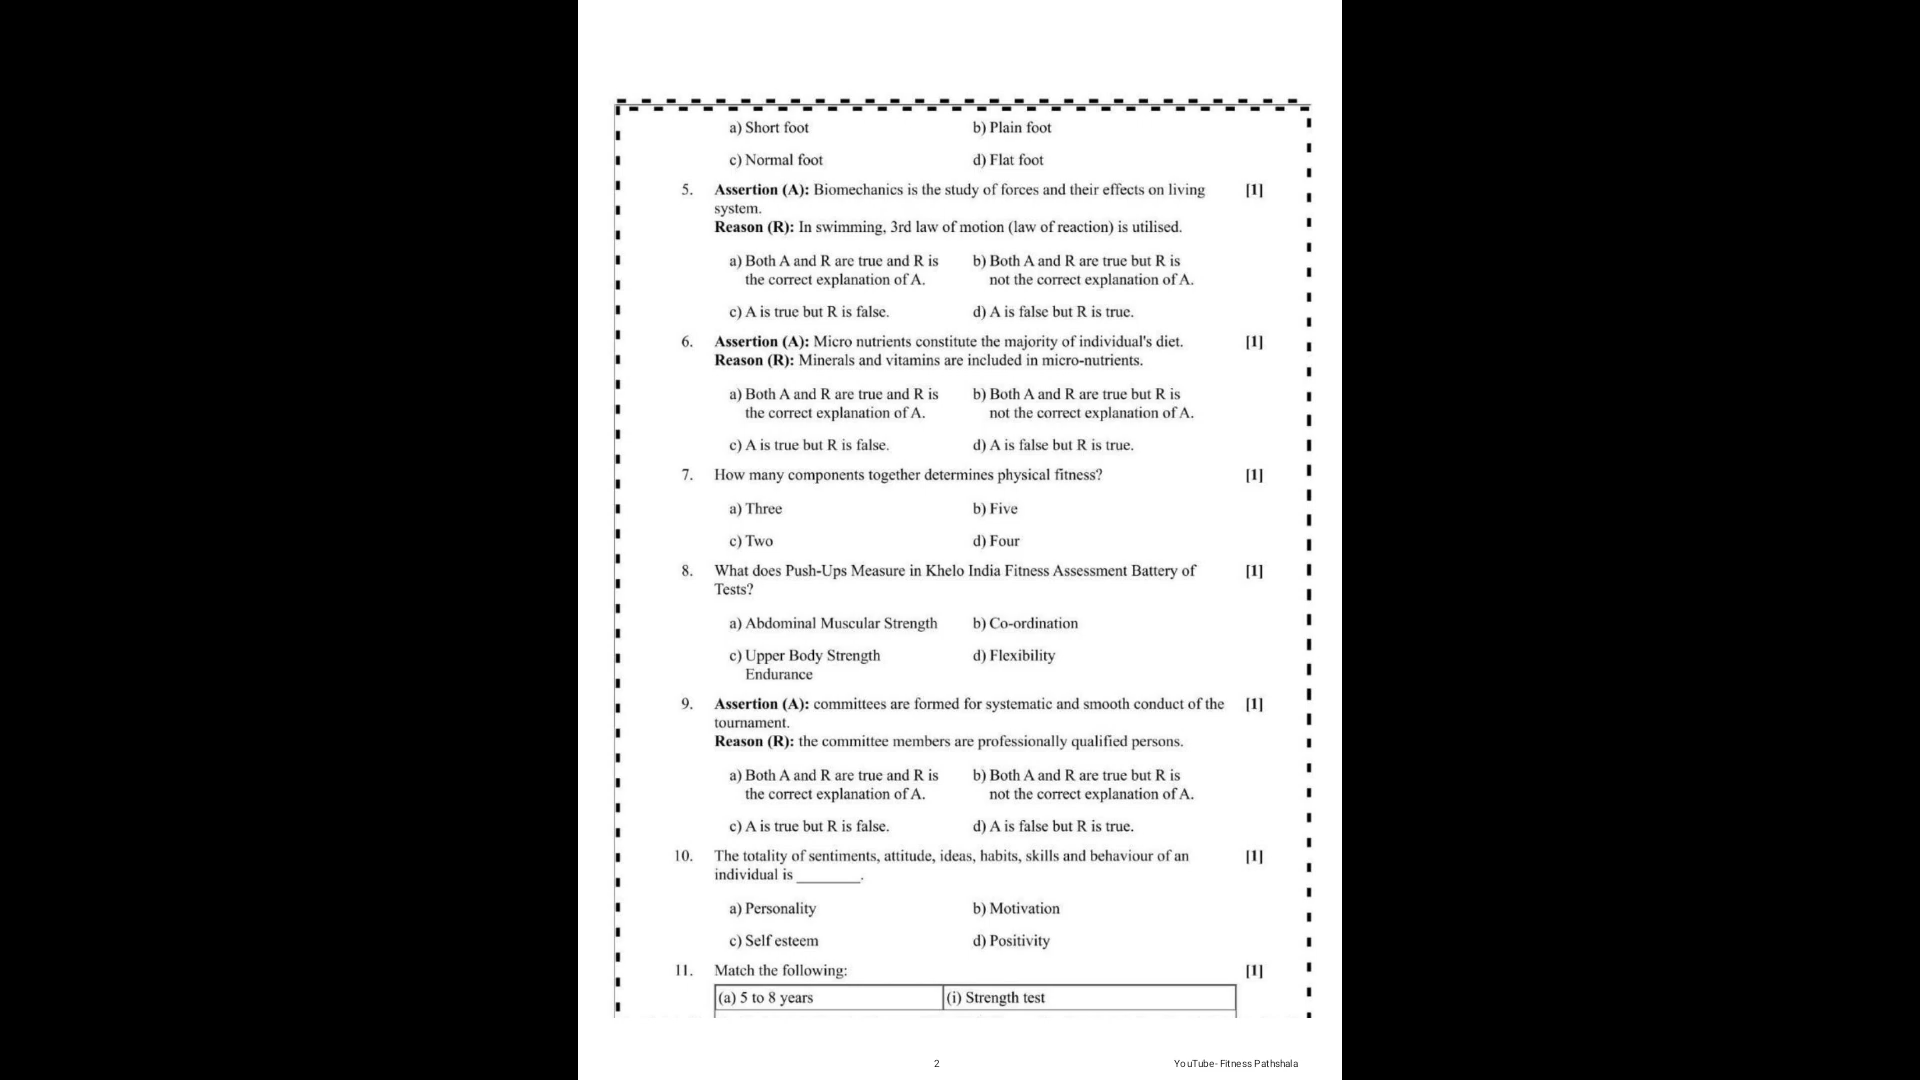 a) Short foot b) Plain foot
c) Normal foot d) Flat foot
5. Assertion (A): Biomechanics is the study of forces and their effects on living [1]
system.
Reason (R): In swimming, 3rd law of motion (law of reaction) is utilised.
a) Both A and R are true and R is b) Both A and R are true but R is
the correct explanation of A. not the correct explanation of A.
c) A is true but R is false. d) A is false but R is true.
6. Assertion (A): Micro nutrients constitute the majority of individual's diet. [1]
Reason (R): Minerals and vitamins are included in micro-nutrients.
a) Both A and R are true and R is b) Both A and R are true but R is
the correct explanation of A. not the correct explanation of A.
c) A is true but R is false. d) A is false but R is true.
7. How many components together determines physical fitness? [1]
a) Three b) Five
c) Two d) Four
8. What does Push-Ups Measure in Khelo India Fitness Assessment Battery of [1]
Tests?
a) Abdominal Muscular Strength b) Co-ordination
c) Upper Body Strength d) Flexibility
Endurance
9. Assertion (A): committees are formed for systematic and smooth conduct of the [1]
tournament.
Reason (R): the committee members are professionally qualified persons.
a) Both A and R are true and R is b) Both A and R are true but R is
the correct explanation of A. not the correct explanation of A.
c) A is true but R is false. d) A is false but R is true.
10. The totality of sentiments, attitude, ideas, habits, skills and behaviour of an [1]
individual is ________.
a) Personality b) Motivation
c) Self esteem d) Positivity
11. Match the following: [1]
(a) 5 to 8 years (i) Strength test
2 YouTube- Fitness Pathshala